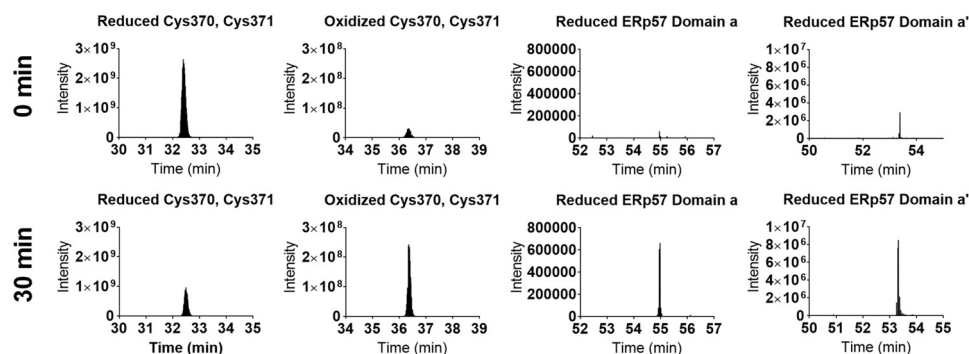 Reduced Cys370, Cys371
Oxidized Cys370, Cys371
Reduced ERp57 Domain a
Reduced ERp57 Domain a'
0 min
Intensity
3×10⁹
2×10⁹
1×10⁹
0
30 31 32 33 34 35
Time (min)
Intensity
3×10⁸
2×10⁸
1×10⁸
0
34 35 36 37 38 39
Time (min)
Intensity
800000
600000
400000
200000
0
52 53 54 55 56 57
Time (min)
Intensity
1×10⁷
8×10⁶
6×10⁶
4×10⁶
2×10⁶
0
50 52 54
Time (min)
Reduced Cys370, Cys371
Oxidized Cys370, Cys371
Reduced ERp57 Domain a
Reduced ERp57 Domain a'
30 min
Intensity
3×10⁹
2×10⁹
1×10⁹
0
30 31 32 33 34 35
Time (min)
Intensity
3×10⁸
2×10⁸
1×10⁸
0
34 35 36 37 38 39
Time (min)
Intensity
800000
600000
400000
200000
0
52 53 54 55 56 57
Time (min)
Intensity
1×10⁷
8×10⁶
6×10⁶
4×10⁶
2×10⁶
0
50 51 52 53 54 55
Time (min)